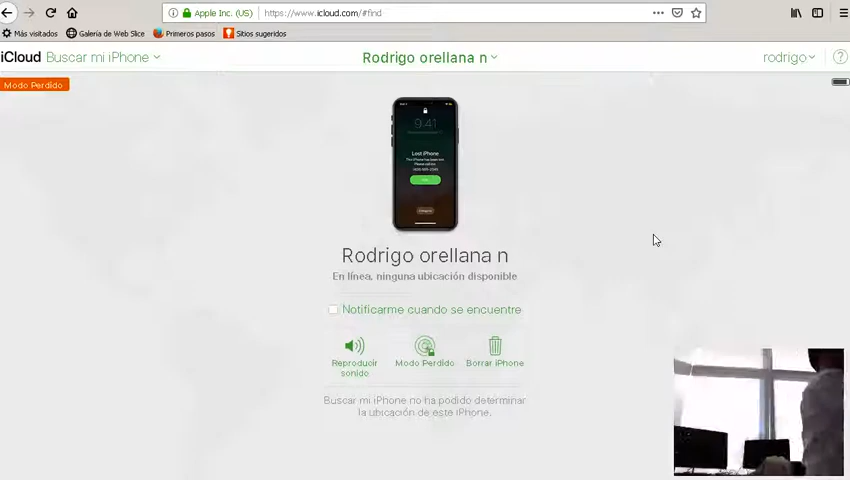 Apple Inc. (US) https://www.icloud.com/#find
Más visitados Galería de Web Slice Primeros pasos Sitios sugeridos
iCloud Buscar mi iPhone Rodrigo orellana n rodrigo ?
Modo Perdido
9:41
Lost iPhone
Rodrigo orellana n
En línea, ninguna ubicación disponible
Notificarme cuando se encuentre
Reproducir sonido
Modo Perdido
Borrar iPhone
Buscar mi iPhone no ha podido determinar
la ubicación de este iPhone.